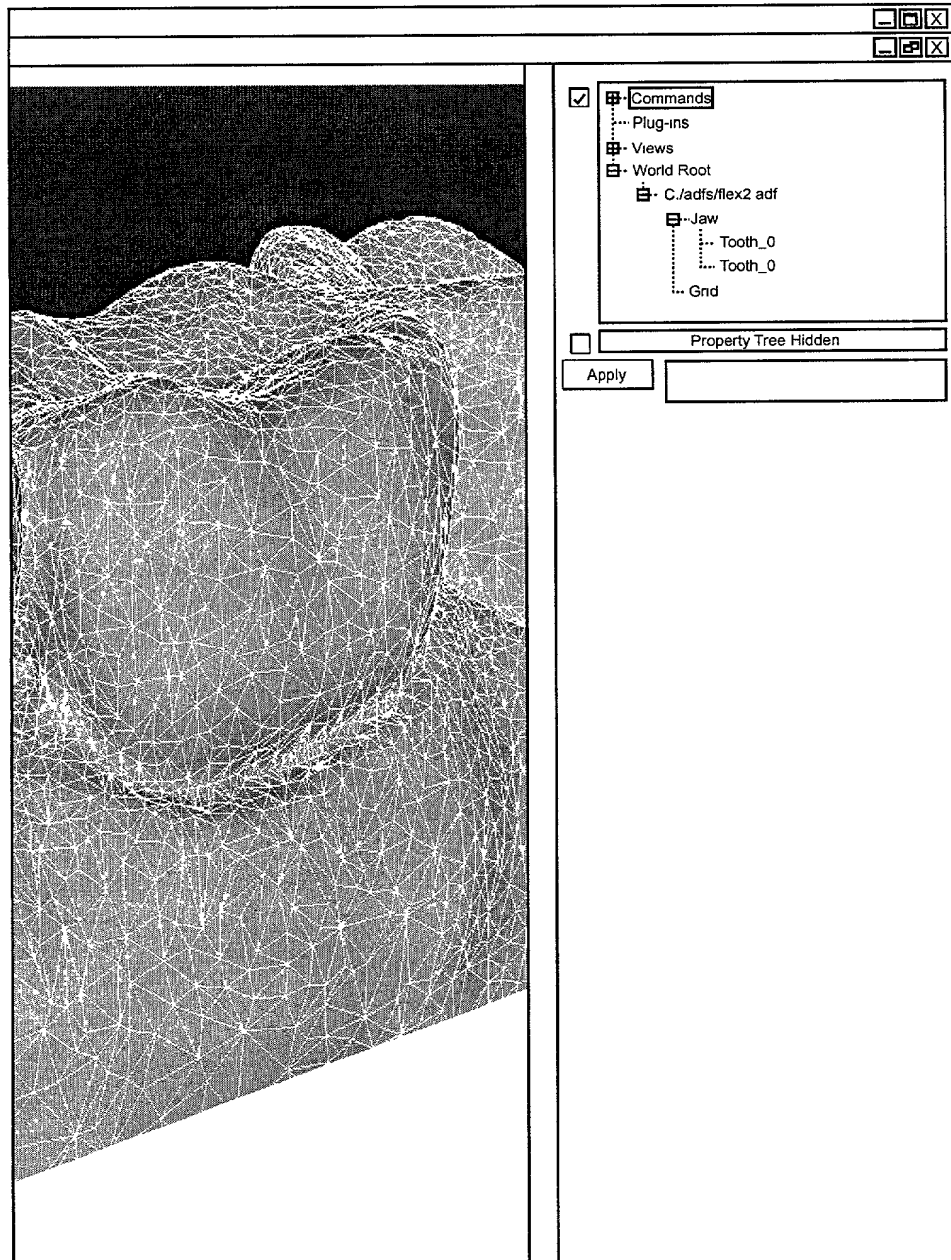 Commands
Plug-ins
Views
World Root
C./adfs/flex2 adf
Jaw
Tooth_0
Tooth_0
Grid
Property Tree Hidden
Apply